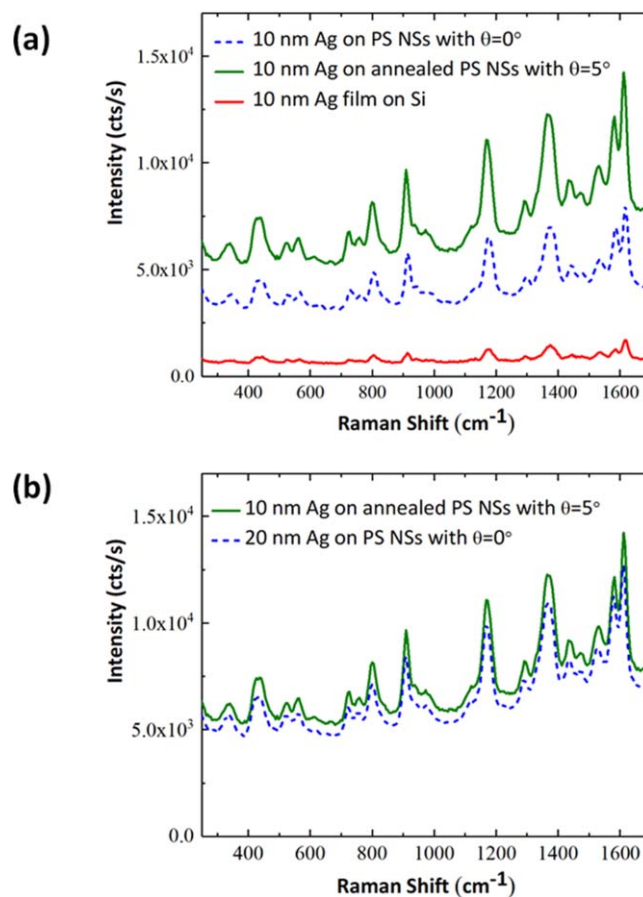 (a)
10 nm Ag on PS NSs with θ=0°
10 nm Ag on annealed PS NSs with θ=5°
10 nm Ag film on Si
Intensity (cts/s)
1.5x10⁴
1.0x10⁴
5.0x10³
0.0
400 600 800 1000 1200 1400 1600
Raman Shift (cm⁻¹)
(b)
10 nm Ag on annealed PS NSs with θ=5°
20 nm Ag on PS NSs with θ=0°
Intensity (cts/s)
1.5x10⁴
1.0x10⁴
5.0x10³
0.0
400 600 800 1000 1200 1400 1600
Raman Shift (cm⁻¹)